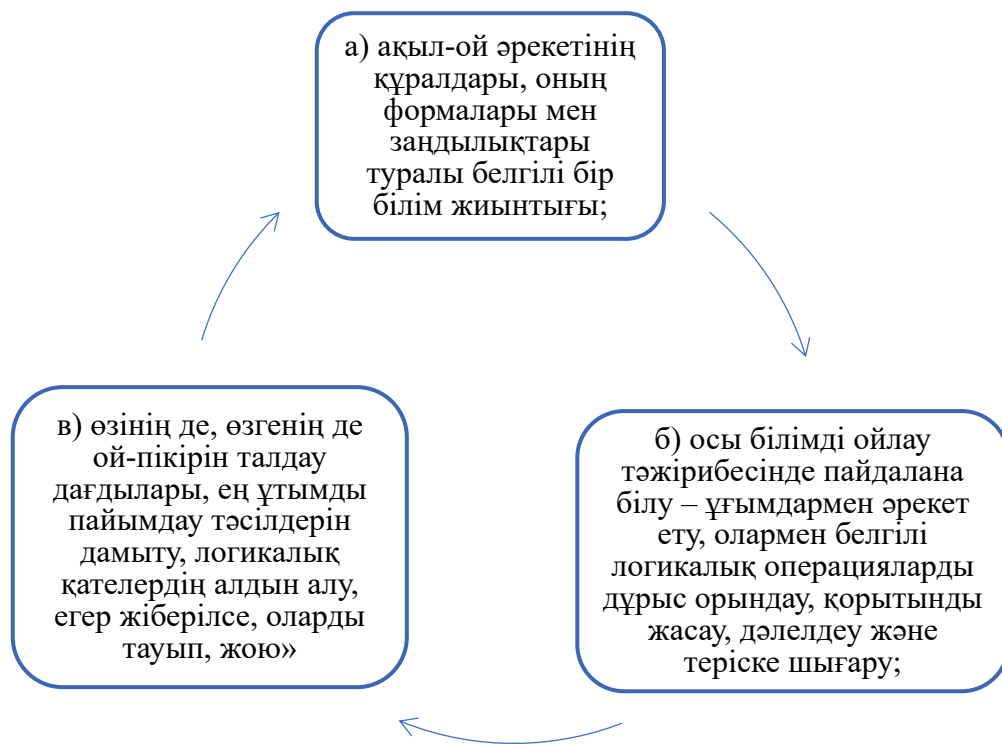 а) ақыл-ой әрекетінің
құралдары, оның
формалары мен
заңдылықтары
туралы белгілі бір
білім жиынтығы;
б) осы білімді ойлау
тәжірибесінде пайдалана
білу – ұғымдармен әрекет
ету, олармен белгілі
логикалық операцияларды
дұрыс орындау, қорытынды
жасау, дәлелдеу және
теріске шығару;
в) өзінің де, өзгенің де
ой-пікірін талдау
дағдылары, ең ұтымды
пайымдау тәсілдерін
дамыту, логикалық
қателердің алдын алу,
егер жіберілсе, оларды
тауып, жою»